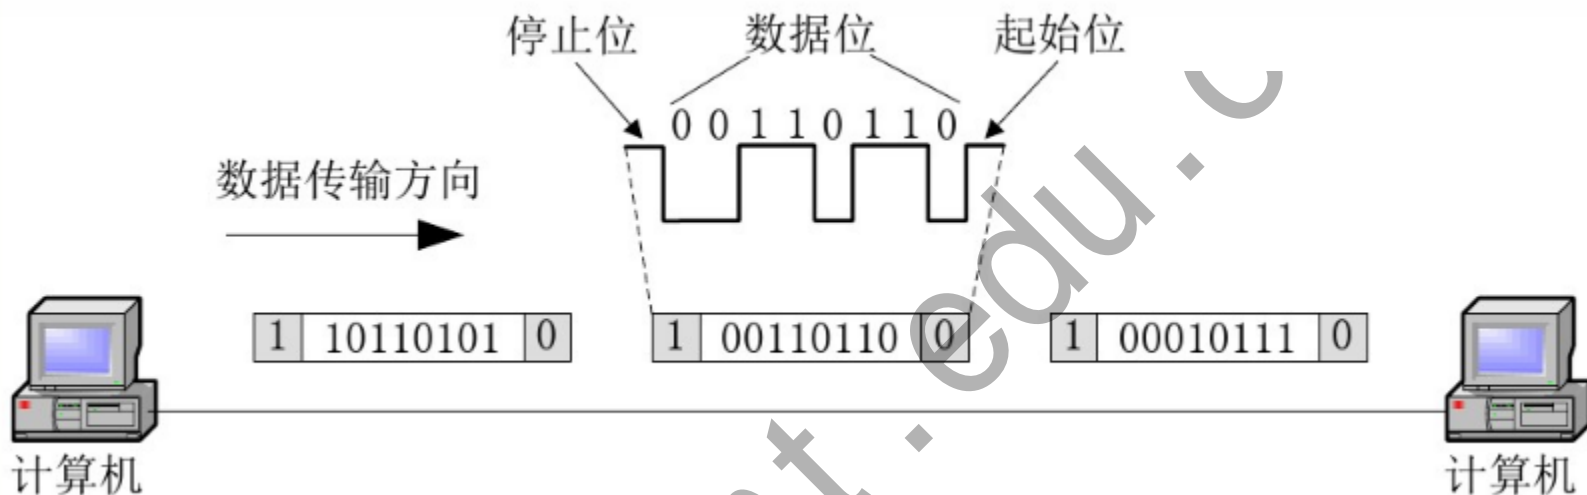 停止位 数据位 起始位
0 0 1 1 0 1 1 0
数据传输方向
1 10110101 0 1 00110110 0 1 00010111 0
计算机 计算机
t.edu.c